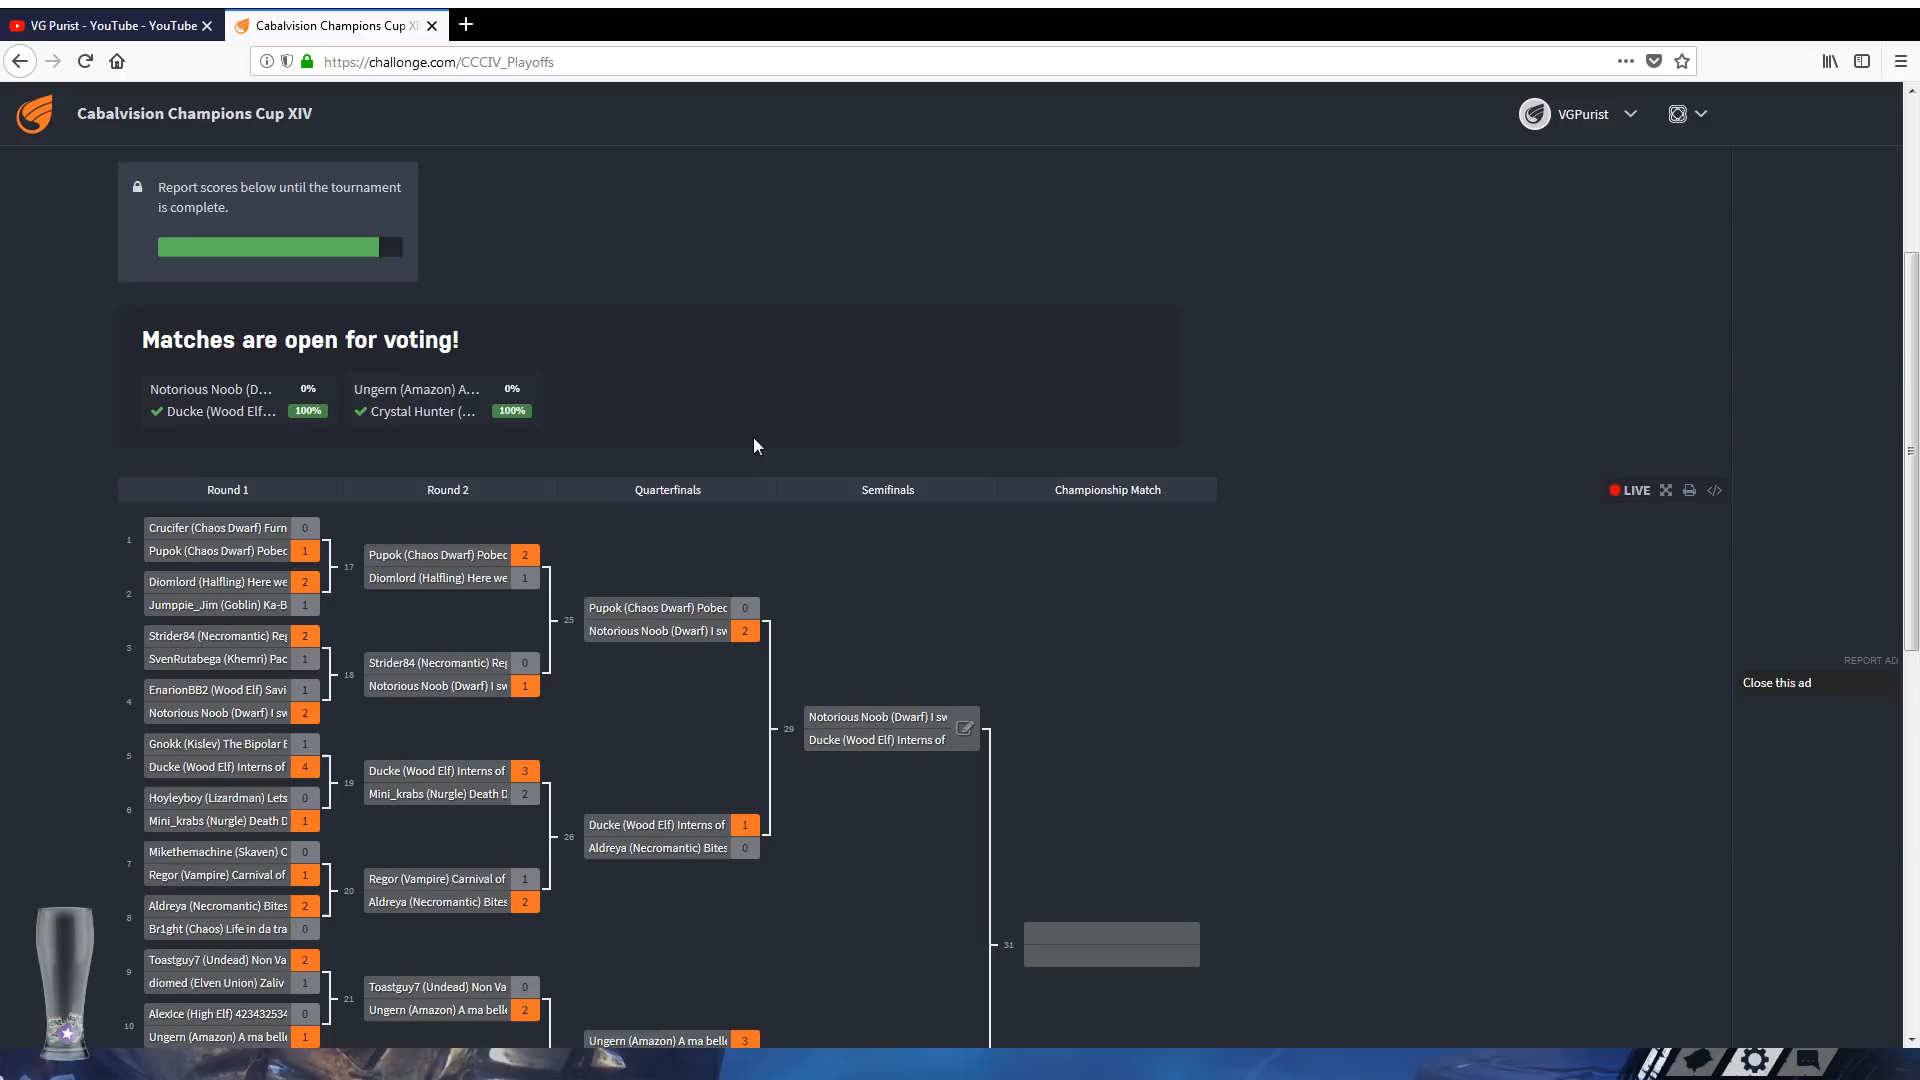 VG Purist - YouTube - YouTube
Cabalvision Champions Cup XI
https://challonge.com/CCCIV_Playoffs
Cabalvision Champions Cup XIV
VGPurist
Report scores below until the tournament
is complete.
Matches are open for voting!
Notorious Noob (D... 0%
Ducke (Wood Elf... 100%
Ungern (Amazon) A... 0%
Crystal Hunter (... 100%
Round 1
Round 2
Quarterfinals
Semifinals
Championship Match
LIVE
1
Crucifer (Chaos Dwarf) Furn 0
Pupok (Chaos Dwarf) Pobec 1
2
Diomlord (Halfling) Here we 2
Jumppie_Jim (Goblin) Ka-B 1
3
Strider84 (Necromantic) Reg 2
SvenRutabega (Khemri) Pac 1
4
EnarionBB2 (Wood Elf) Savi 1
Notorious Noob (Dwarf) I sw 2
5
Gnokk (Kislev) The Bipolar E 1
Ducke (Wood Elf) Interns of 4
6
Hoyleyboy (Lizardman) Lets 0
Mini_krabs (Nurgle) Death D 1
7
Mikethemachine (Skaven) C 0
Regor (Vampire) Carnival of 1
8
Aldreya (Necromantic) Bites 2
Br1ght (Chaos) Life in da tra 0
9
Toastguy7 (Undead) Non Va 2
diomed (Elven Union) Zaliv 1
10
AlexIce (High Elf) 423432534 0
Ungern (Amazon) A ma belle 1
17
Pupok (Chaos Dwarf) Pobec 2
Diomlord (Halfling) Here we 1
18
Strider84 (Necromantic) Reg 0
Notorious Noob (Dwarf) I sw 1
19
Ducke (Wood Elf) Interns of 3
Mini_krabs (Nurgle) Death D 2
20
Regor (Vampire) Carnival of 1
Aldreya (Necromantic) Bites 2
21
Toastguy7 (Undead) Non Va 0
Ungern (Amazon) A ma belle 2
25
Pupok (Chaos Dwarf) Pobec 0
Notorious Noob (Dwarf) I sw 2
26
Ducke (Wood Elf) Interns of 1
Aldreya (Necromantic) Bites 0
Ungern (Amazon) A ma belle 3
29
Notorious Noob (Dwarf) I sw
Ducke (Wood Elf) Interns of
31
REPORT AD
Close this ad